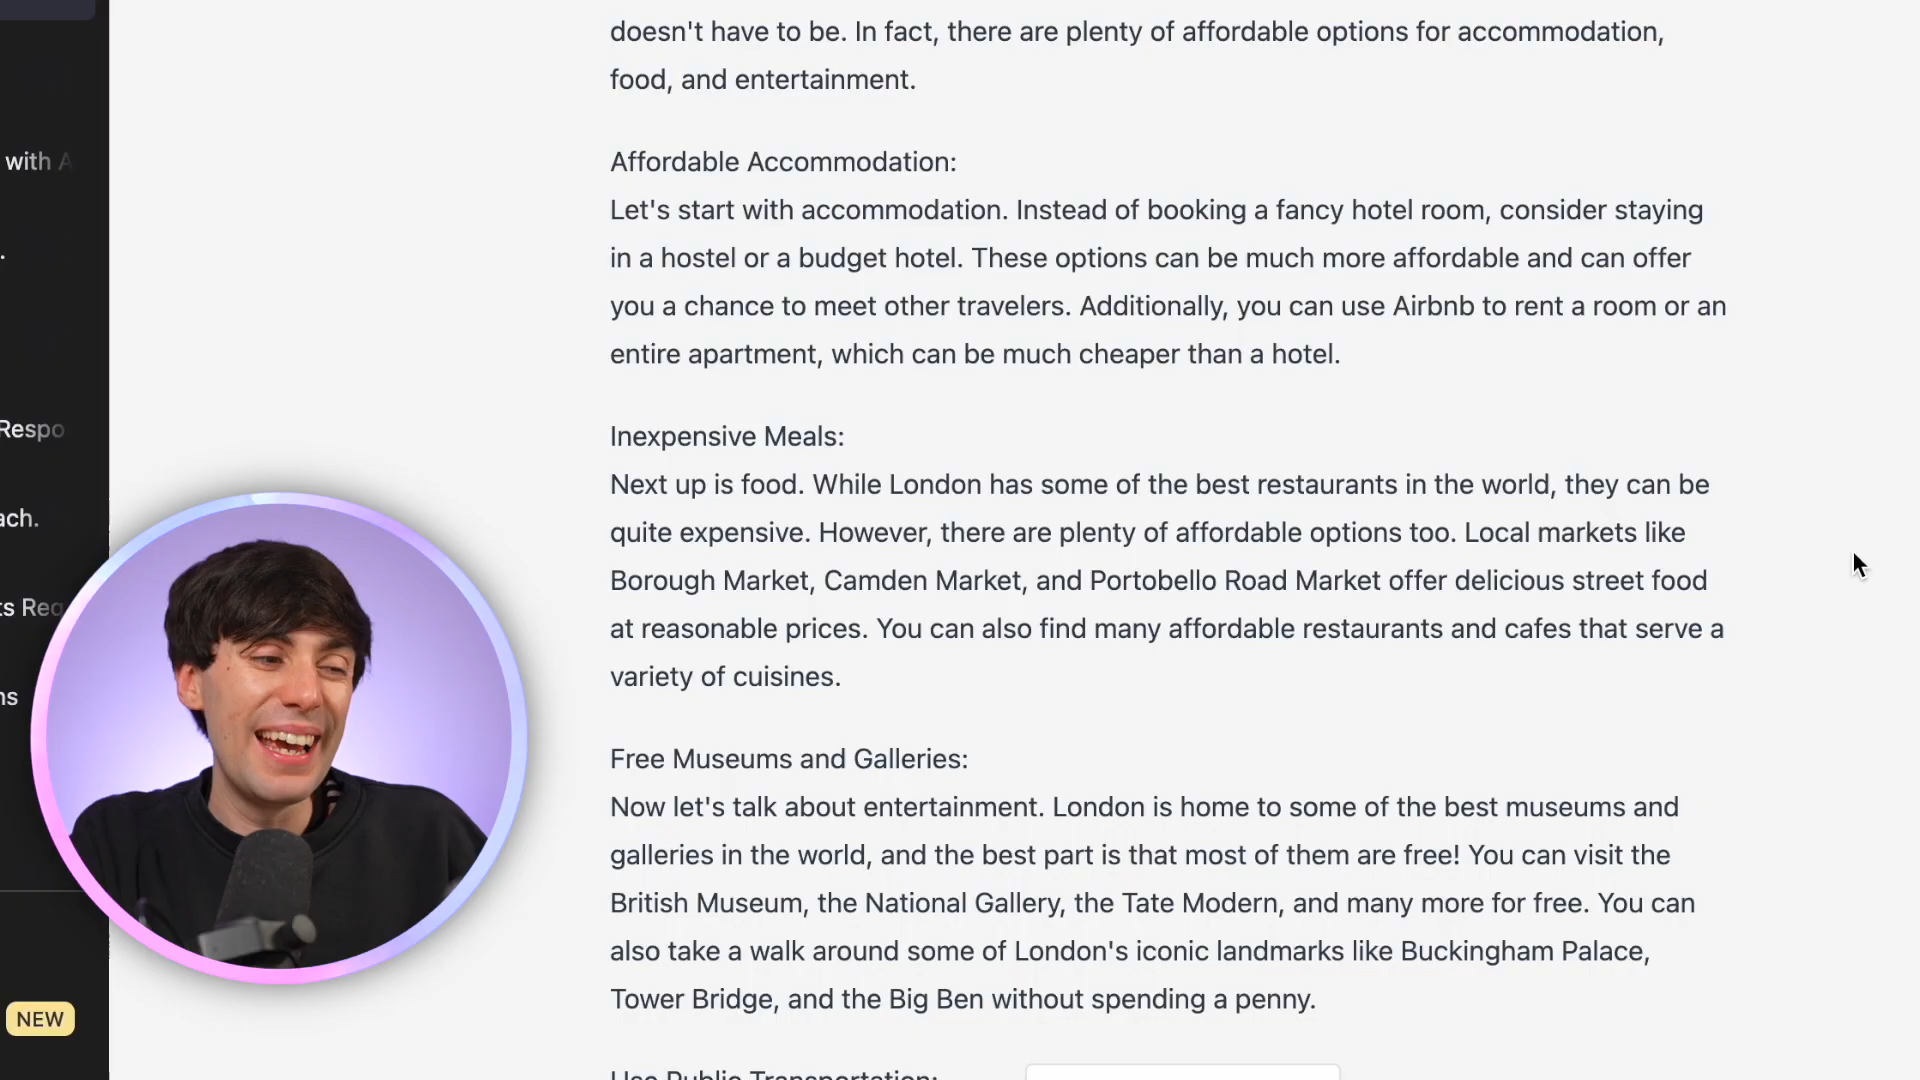 doesn't have to be. In fact, there are plenty of affordable options for accommodation,
food, and entertainment.
Affordable Accommodation:
Let's start with accommodation. Instead of booking a fancy hotel room, consider staying
in a hostel or a budget hotel. These options can be much more affordable and can offer
you a chance to meet other travelers. Additionally, you can use Airbnb to rent a room or an
entire apartment, which can be much cheaper than a hotel.
Inexpensive Meals:
Next up is food. While London has some of the best restaurants in the world, they can be
quite expensive. However, there are plenty of affordable options too. Local markets like
Borough Market, Camden Market, and Portobello Road Market offer delicious street food
at reasonable prices. You can also find many affordable restaurants and cafes that serve a
variety of cuisines.
Free Museums and Galleries:
Now let's talk about entertainment. London is home to some of the best museums and
galleries in the world, and the best part is that most of them are free! You can visit the
British Museum, the National Gallery, the Tate Modern, and many more for free. You can
also take a walk around some of London's iconic landmarks like Buckingham Palace,
Tower Bridge, and the Big Ben without spending a penny.
Use Public Transportation:
with A
.
Respo
ach.
ts Req
ns
NEW